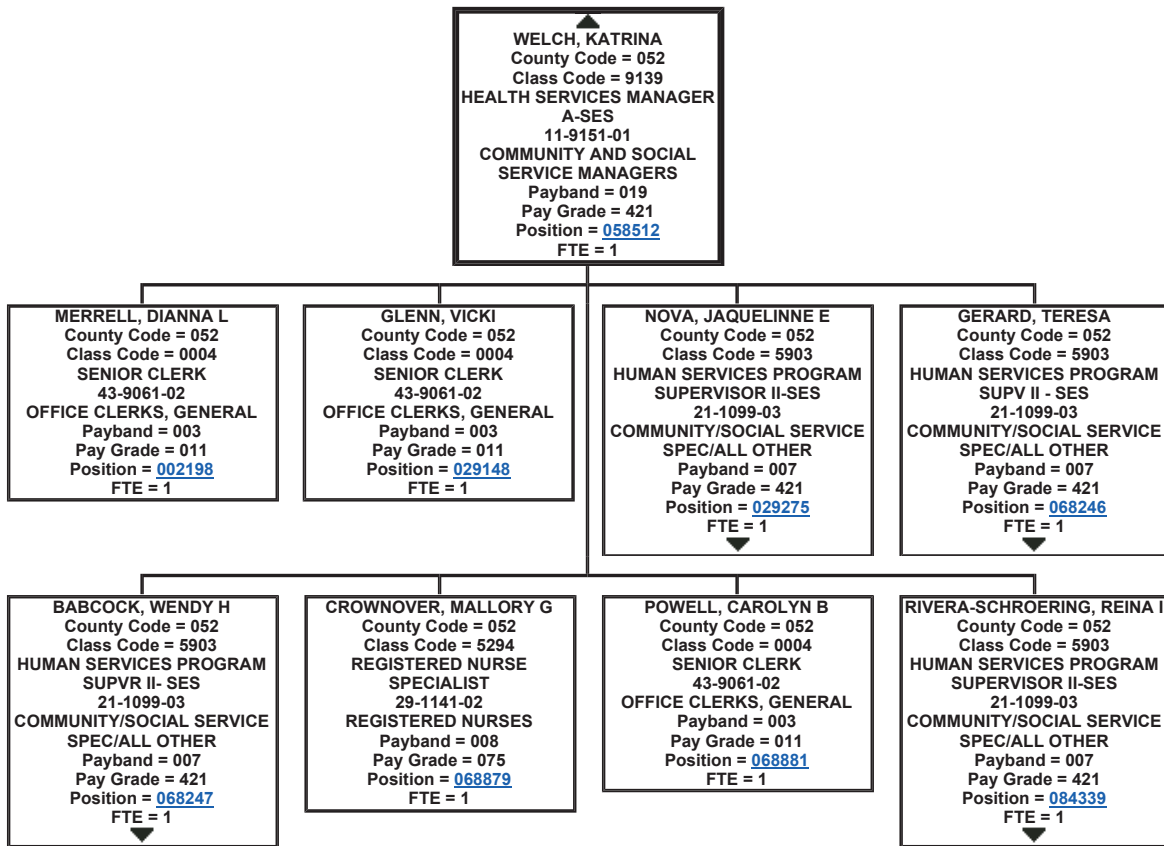 WELCH, KATRINA
County Code = 052
Class Code = 9139
HEALTH SERVICES MANAGER
A-SES
11-9151-01
COMMUNITY AND SOCIAL
SERVICE MANAGERS
Payband = 019
Pay Grade = 421
Position = 058512
FTE = 1
MERRELL, DIANNA L
County Code = 052
Class Code = 0004
SENIOR CLERK
43-9061-02
OFFICE CLERKS, GENERAL
Payband = 003
Pay Grade = 011
Position = 002198
FTE = 1
GLENN, VICKI
County Code = 052
Class Code = 0004
SENIOR CLERK
43-9061-02
OFFICE CLERKS, GENERAL
Payband = 003
Pay Grade = 011
Position = 029148
FTE = 1
NOVA, JAQUELINNE E
County Code = 052
Class Code = 5903
HUMAN SERVICES PROGRAM
SUPERVISOR II-SES
21-1099-03
COMMUNITY/SOCIAL SERVICE
SPEC/ALL OTHER
Payband = 007
Pay Grade = 421
Position = 029275
FTE = 1
GERARD, TERESA
County Code = 052
Class Code = 5903
HUMAN SERVICES PROGRAM
SUPV II - SES
21-1099-03
COMMUNITY/SOCIAL SERVICE
SPEC/ALL OTHER
Payband = 007
Pay Grade = 421
Position = 068246
FTE = 1
BABCOCK, WENDY H
County Code = 052
Class Code = 5903
HUMAN SERVICES PROGRAM
SUPVR II- SES
21-1099-03
COMMUNITY/SOCIAL SERVICE
SPEC/ALL OTHER
Payband = 007
Pay Grade = 421
Position = 068247
FTE = 1
CROWNOVER, MALLORY G
County Code = 052
Class Code = 5294
REGISTERED NURSE
SPECIALIST
29-1141-02
REGISTERED NURSES
Payband = 008
Pay Grade = 075
Position = 068879
FTE = 1
POWELL, CAROLYN B
County Code = 052
Class Code = 0004
SENIOR CLERK
43-9061-02
OFFICE CLERKS, GENERAL
Payband = 003
Pay Grade = 011
Position = 068881
FTE = 1
RIVERA-SCHROERING, REINA I
County Code = 052
Class Code = 5903
HUMAN SERVICES PROGRAM
SUPERVISOR II-SES
21-1099-03
COMMUNITY/SOCIAL SERVICE
SPEC/ALL OTHER
Payband = 007
Pay Grade = 421
Position = 084339
FTE = 1